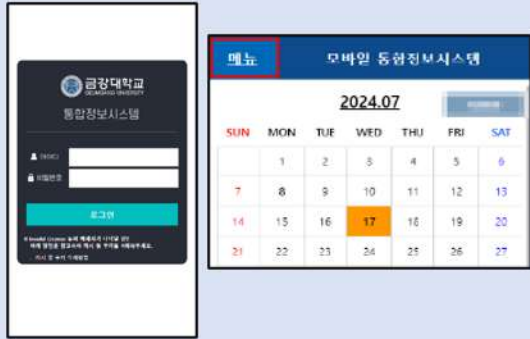 금강대학교
GEUMGANG UNIVERSITY
통합정보시스템
아이디
비밀번호
로그인
메뉴
모바일 통합정보시스템
2024.07
SUN MON TUE WED THU FRI SAT
1 2 3 4 5 6
7 8 9 10 11 12 13
14 15 16 17 18 19 20
21 22 23 24 25 26 27